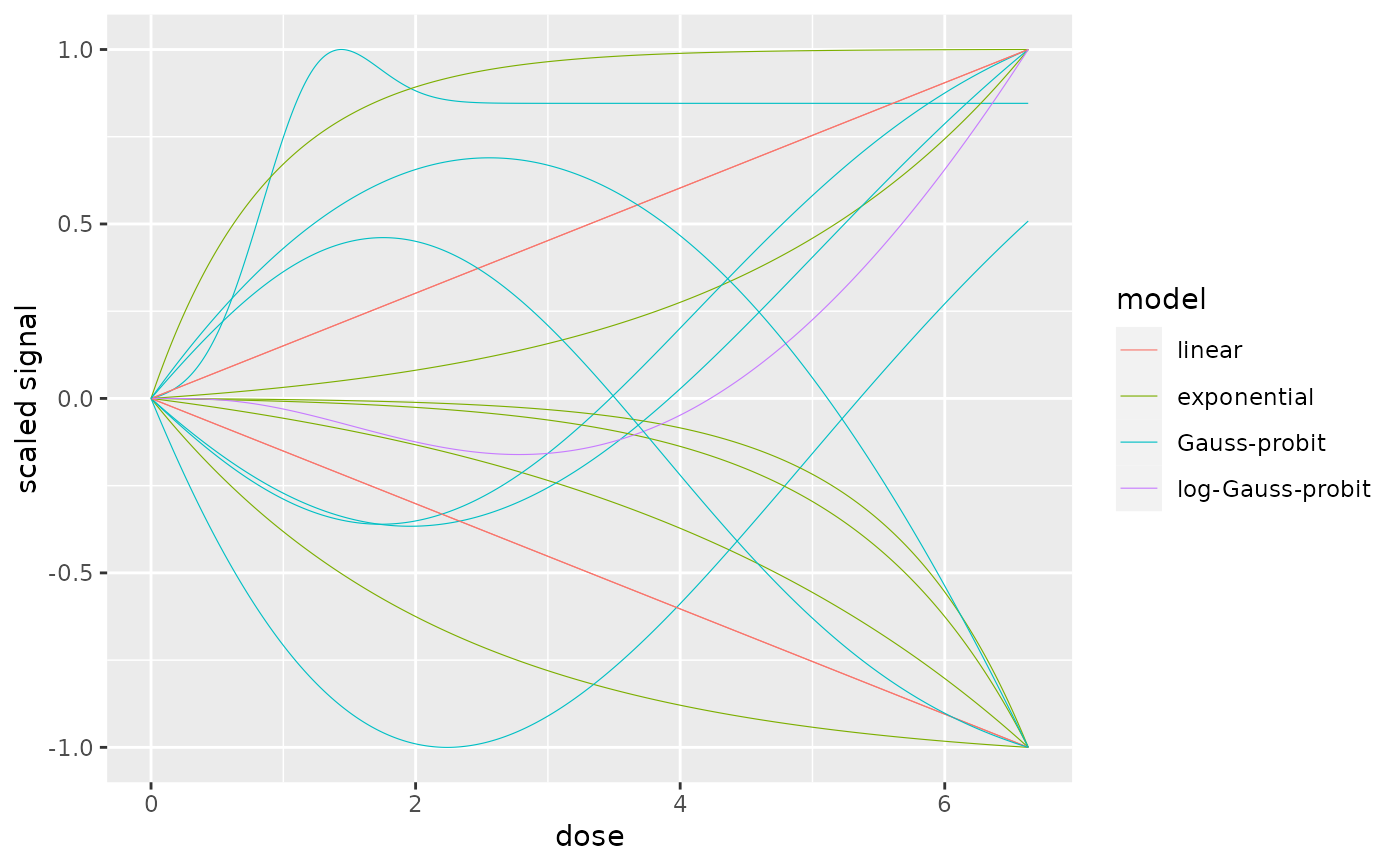 1.0
0.5
0.0
-0.5
-1.0
scaled signal
0
2
4
6
dose
model
linear
exponential
Gauss-probit
log-Gauss-probit